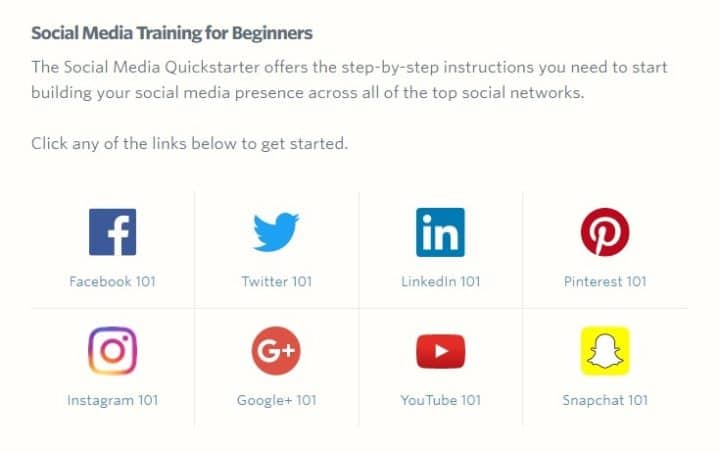 Social Media Training for Beginners
The Social Media Quickstarter offers the step-by-step instructions you need to start
building your social media presence across all of the top social networks.
Click any of the links below to get started.
f
in
Facebook 101
Twitter 101
LinkedIn 101
Pinterest 101
G+
Instagram 101
Google+ 101
YouTube 101
Snapchat 101